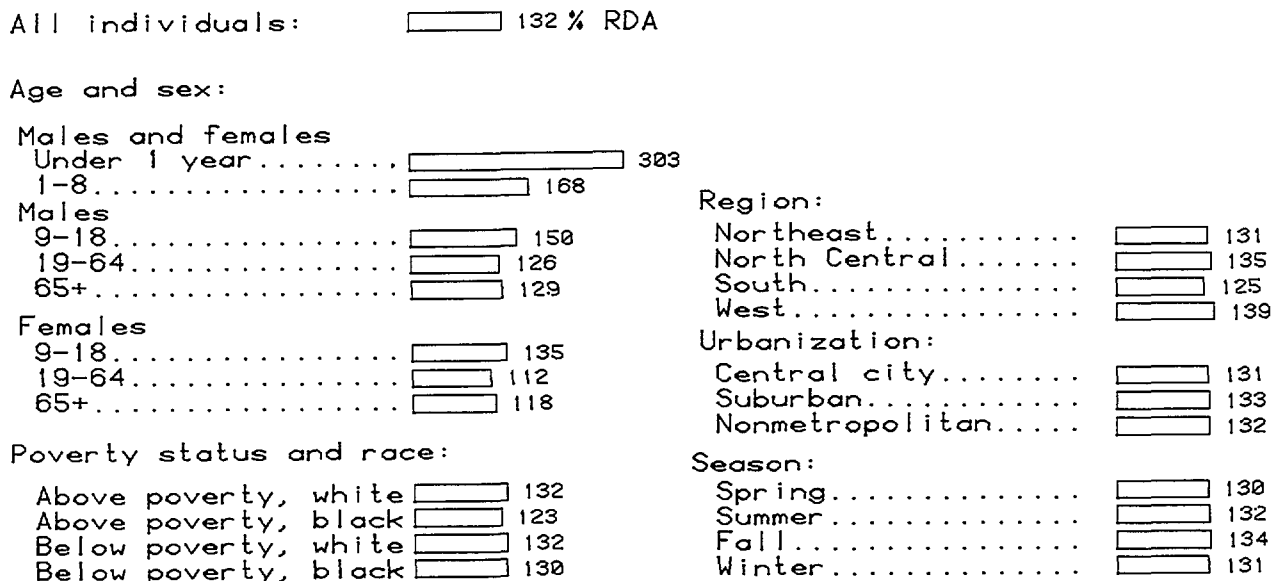 All individuals: 132 % RDA
Age and sex:
Males and females
Under 1 year........ 303
1-8................. 168
Males
9-18................ 150
19-64............... 126
65+................. 129
Females
9-18................ 135
19-64............... 112
65+................. 118
Poverty status and race:
Above poverty, white 132
Above poverty, black 123
Below poverty, white 132
Below poverty, black 130
Region:
Northeast........... 131
North Central....... 135
South............... 125
West................ 139
Urbanization:
Central city........ 131
Suburban............ 133
Nonmetropolitan..... 132
Season:
Spring.............. 130
Summer.............. 132
Fall................ 134
Winter.............. 131